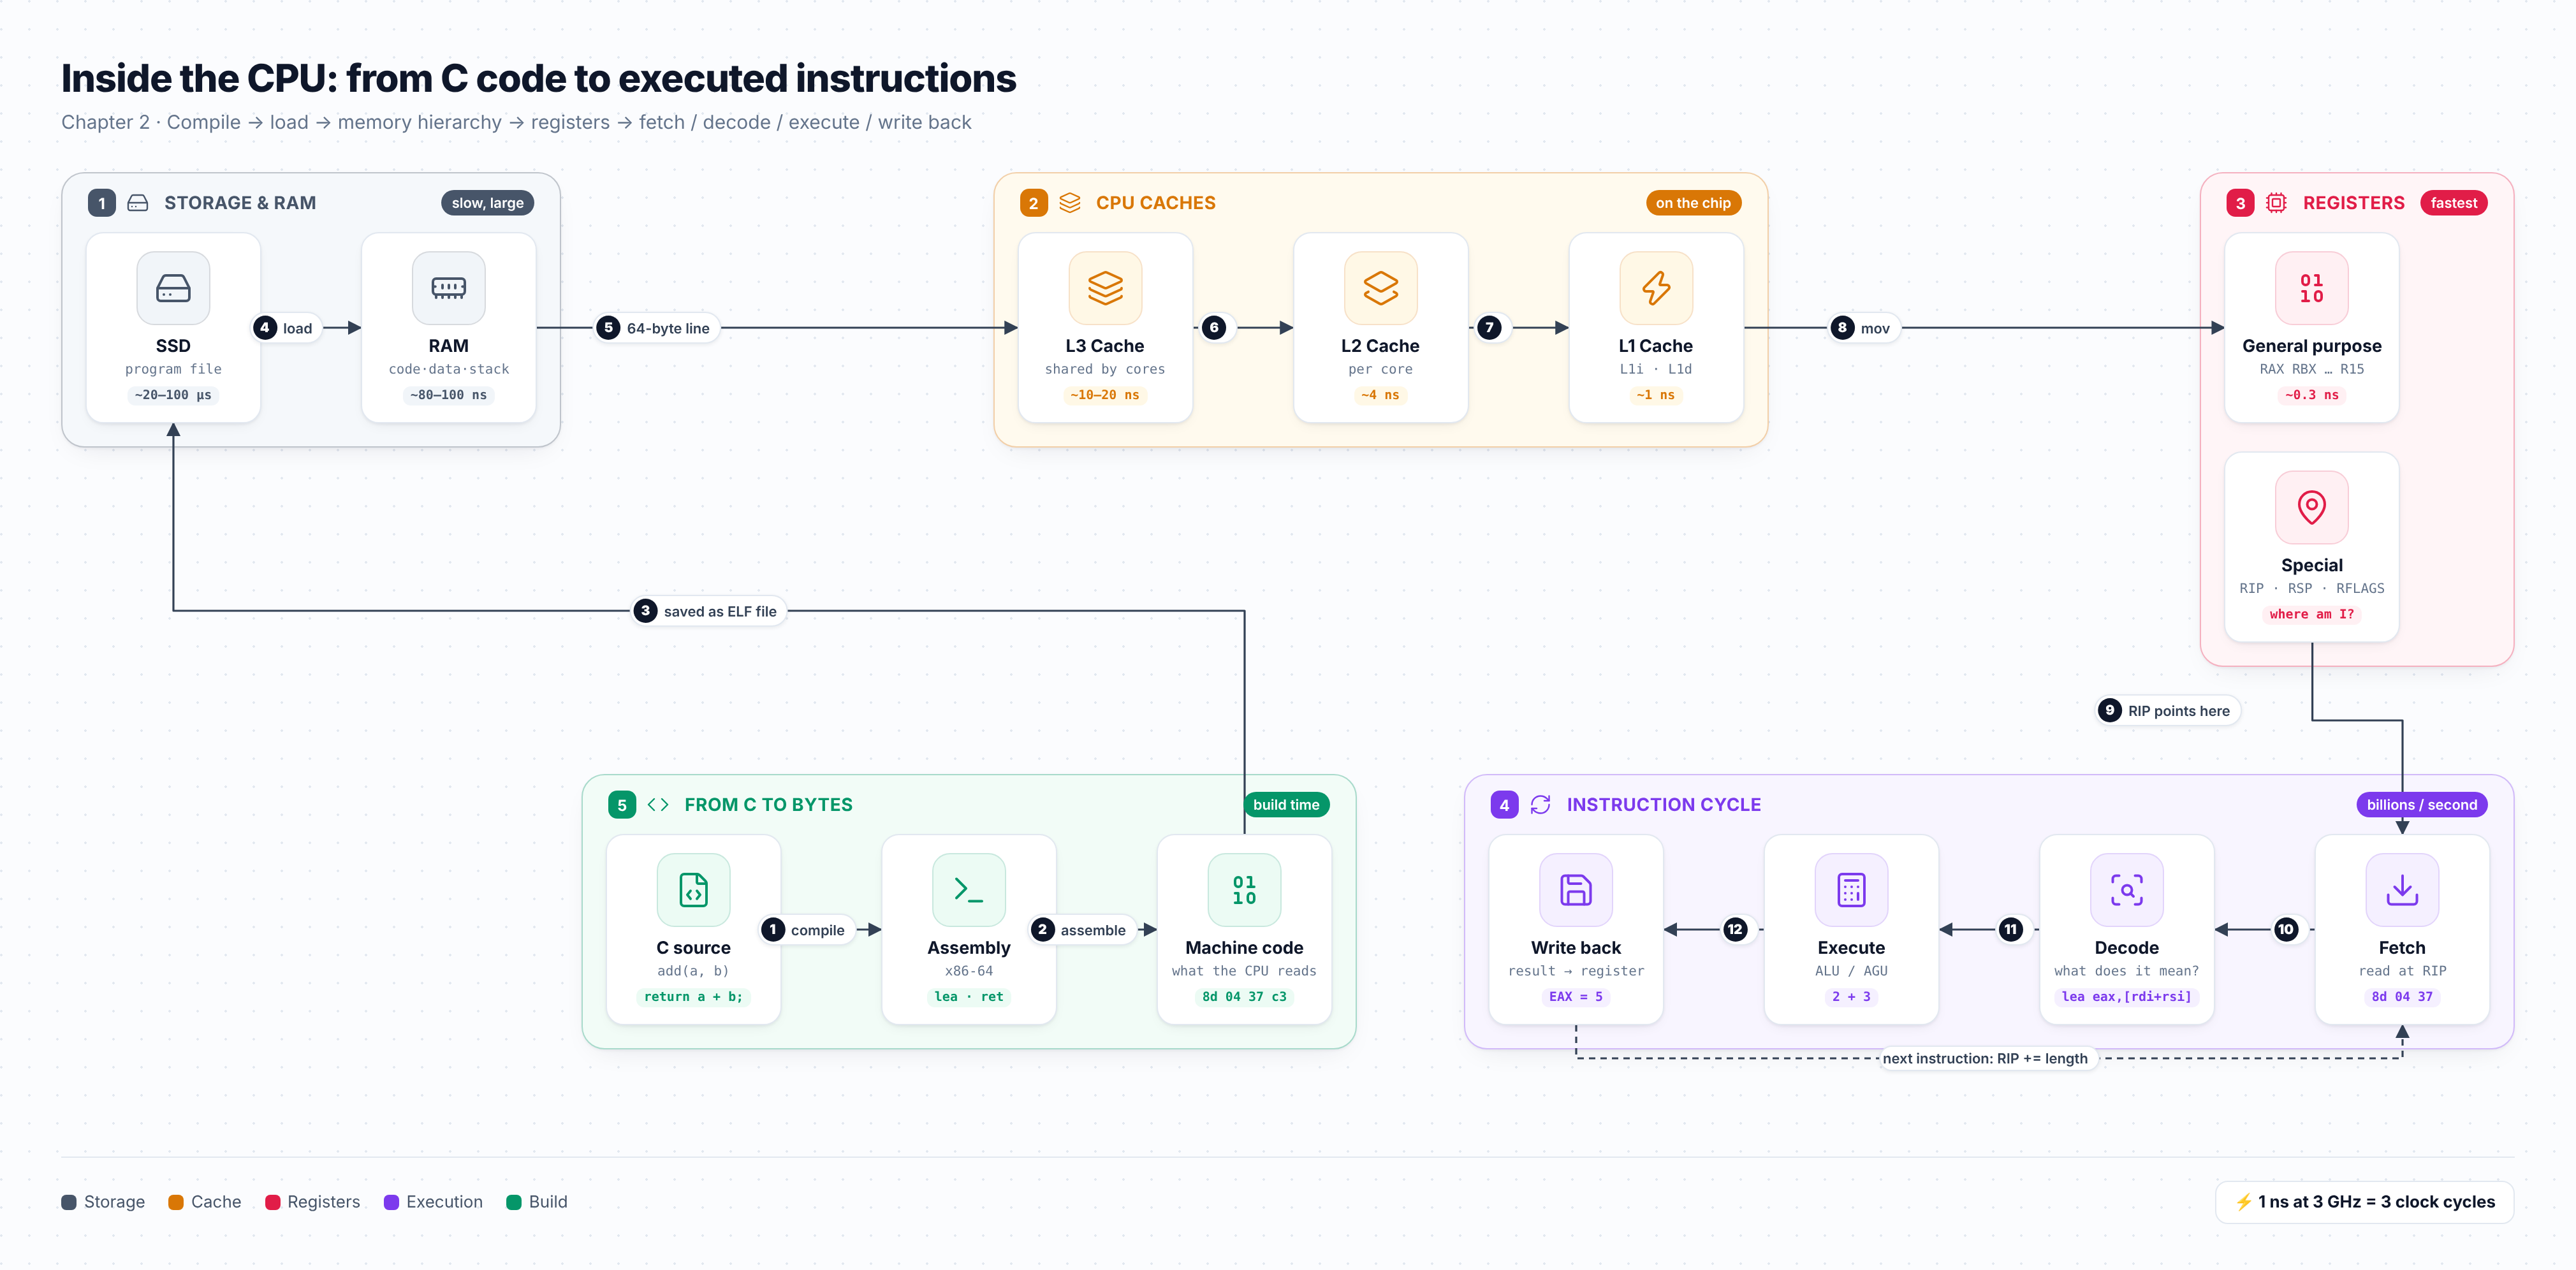 Inside the CPU: from C code to executed instructions
Chapter 2 · Compile → load → memory hierarchy → registers → fetch / decode / execute / write back
1 STORAGE & RAM slow, large
SSD
program file
~20–100 µs
4 load
RAM
code·data·stack
~80–100 ns
5 64-byte line
2 CPU CACHES on the chip
L3 Cache
shared by cores
~10–20 ns
6
L2 Cache
per core
~4 ns
7
L1 Cache
L1i · L1d
~1 ns
8 mov
3 REGISTERS fastest
01
10
General purpose
RAX RBX … R15
~0.3 ns
Special
RIP · RSP · RFLAGS
where am I?
3 saved as ELF file
9 RIP points here
5 FROM C TO BYTES build time
C source
add(a, b)
return a + b;
1 compile
Assembly
x86-64
lea · ret
2 assemble
01
10
Machine code
what the CPU reads
8d 04 37 c3
4 INSTRUCTION CYCLE billions / second
Write back
result → register
EAX = 5
12
Execute
ALU / AGU
2 + 3
11
Decode
what does it mean?
lea eax,[rdi+rsi]
10
Fetch
read at RIP
8d 04 37
next instruction: RIP += length
Storage Cache Registers Execution Build
⚡ 1 ns at 3 GHz = 3 clock cycles